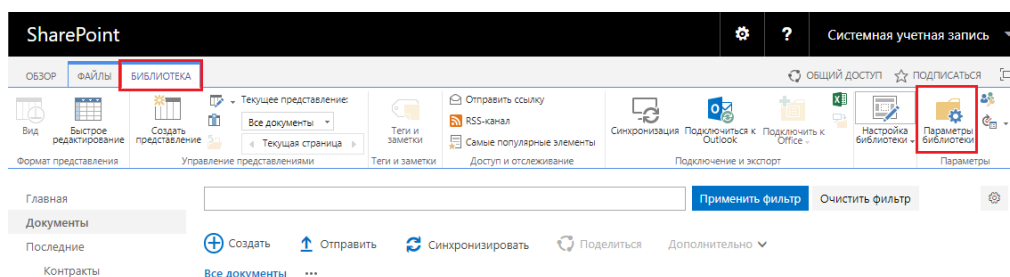 SharePoint
? Системная учетная запись
ОБЗОР ФАЙЛЫ БИБЛИОТЕКА ОБЩИЙ ДОСТУП ПОДПИСАТЬСЯ
Вид
Быстрое
редактирование
Формат представления
Создать
представление
Текущее представление:
Все документы
Текущая страница
Управление представлениями
Теги и
заметки
Теги и заметки
Отправить ссылку
RSS-канал
Самые популярные элементы
Доступ и отслеживание
Синхронизация
Подключиться к
Outlook
Подключить к
Office
Подключение и экспорт
Настройка
библиотеки
Параметры
библиотеки
Параметры
Главная
Документы
Последние
Контракты
Применить фильтр Очистить фильтр
Создать Отправить Синхронизировать Поделиться Дополнительно
Все документы ...